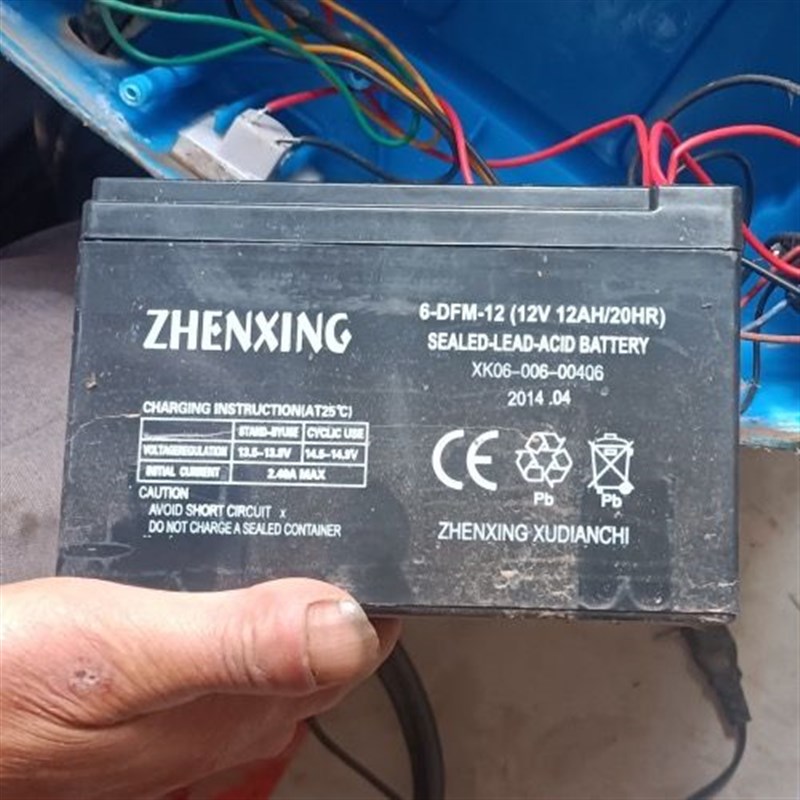 ZHENXING
6-DFM-12 (12V 12AH/20HR)
SEALED-LEAD-ACID BATTERY
XK06-006-00406
2014 .04
CHARGING INSTRUCTION(AT25℃)
STAND-BYUSE CYCLIC USE
VOLTAGEREGULATION 13.5-13.8V 14.5-14.9V
INITIAL CURRENT 2.40A MAX
CAUTION
AVOID SHORT CIRCUIT x
DO NOT CHARGE A SEALED CONTAINER
CE
Pb
Pb
ZHENXING XUDIANCHI